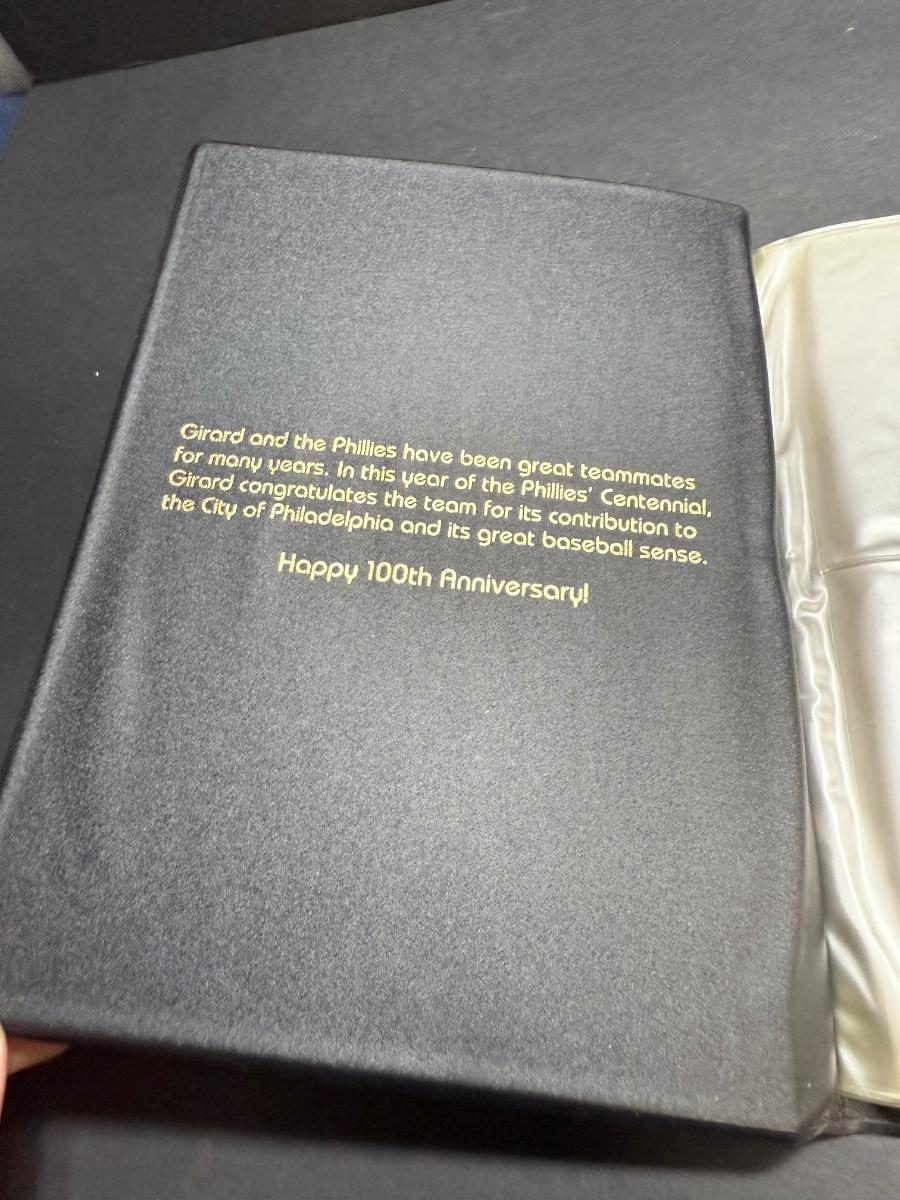 Girard and the Phillies have been great teammates
for many years. In this year of the Phillies' Centennial,
Girard congratulates the team for its contribution to
the City of Philadelphia and its great baseball sense.
Happy 100th Anniversary!